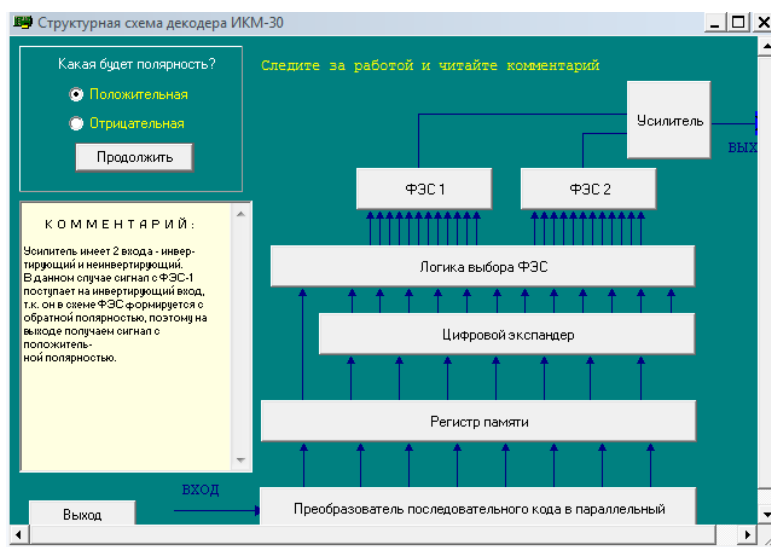 Структурная схема декодера ИКМ-30
Какая будет полярность?
Положительная
Отрицательная
Продолжить
Следите за работой и читайте комментарий
Усилитель
ВЫХ
ФЭС 1
ФЭС 2
КОММЕНТАРИЙ:
Усилитель имеет 2 входа - инвер-
тирующий и неинвертирующий.
В данном случае сигнал с ФЭС-1
поступает на инвертирующий вход,
т.к. он в схеме ФЭС формируется с
обратной полярностью, поэтому на
выходе получаем сигнал с
положитель-
ной полярностью.
Логика выбора ФЭС
Цифровой экспандер
Регистр памяти
ВХОД
Преобразователь последовательного кода в параллельный
Выход